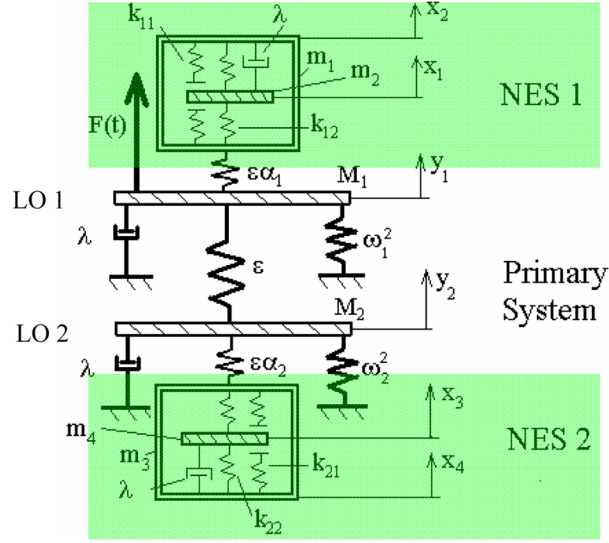 k₁₁
λ
x₂
m₁
m₂
x₁
NES 1
F(t)
k₁₂
εα₁
M₁
y₁
LO 1
λ
ω₁²
ε
Primary
System
y₂
M₂
LO 2
λ
εα₂
ω₂²
x₃
m₄
m₃
NES 2
k₂₁
x₄
λ
k₂₂